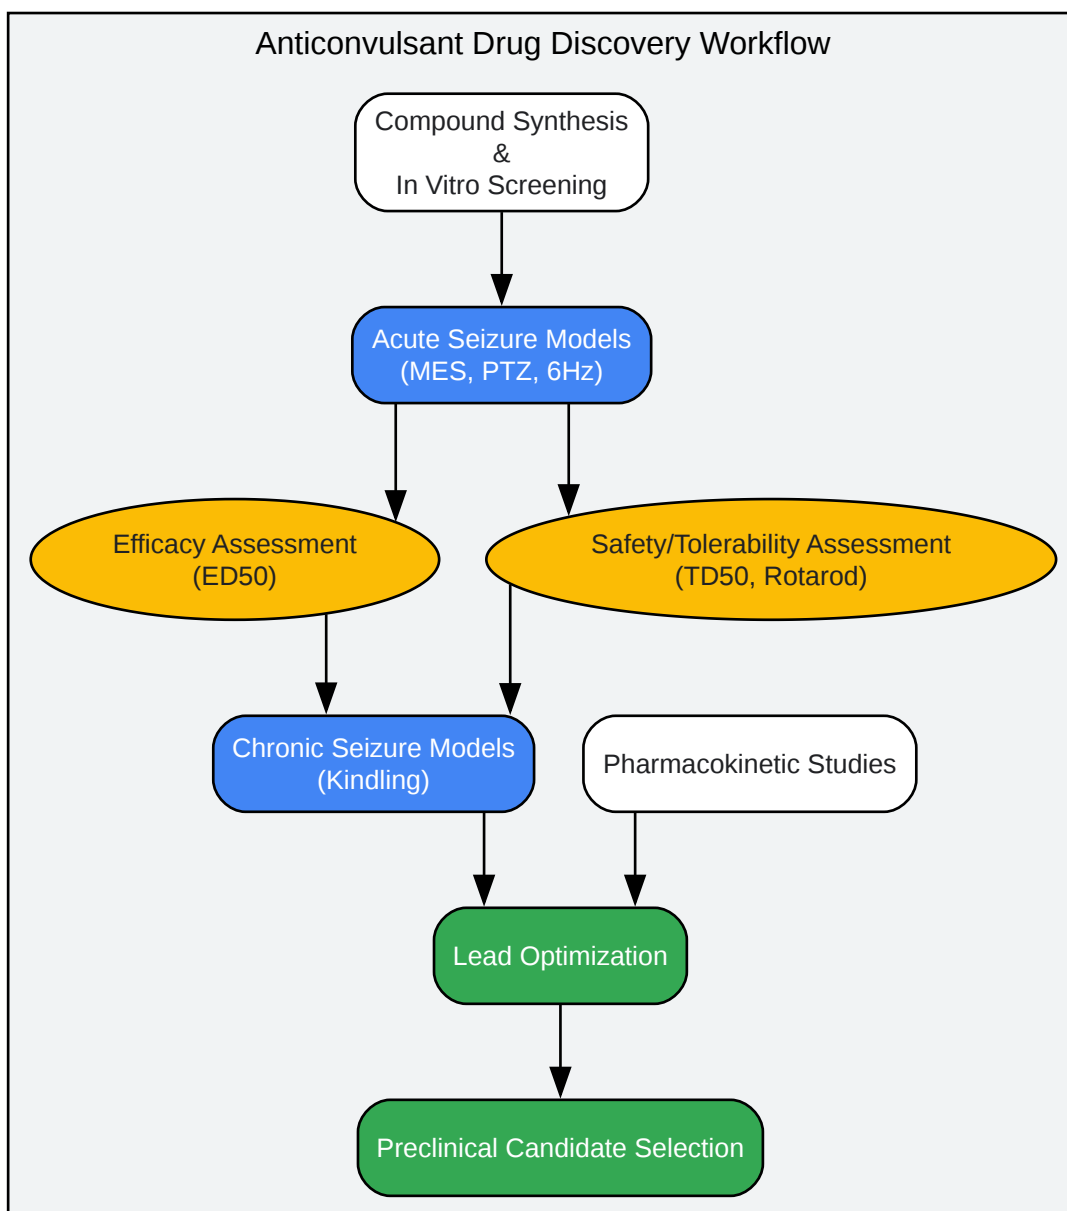 Anticonvulsant Drug Discovery Workflow
Compound Synthesis
&
In Vitro Screening
Acute Seizure Models
(MES, PTZ, 6Hz)
Efficacy Assessment
(ED50)
Safety/Tolerability Assessment
(TD50, Rotarod)
Chronic Seizure Models
(Kindling)
Pharmacokinetic Studies
Lead Optimization
Preclinical Candidate Selection